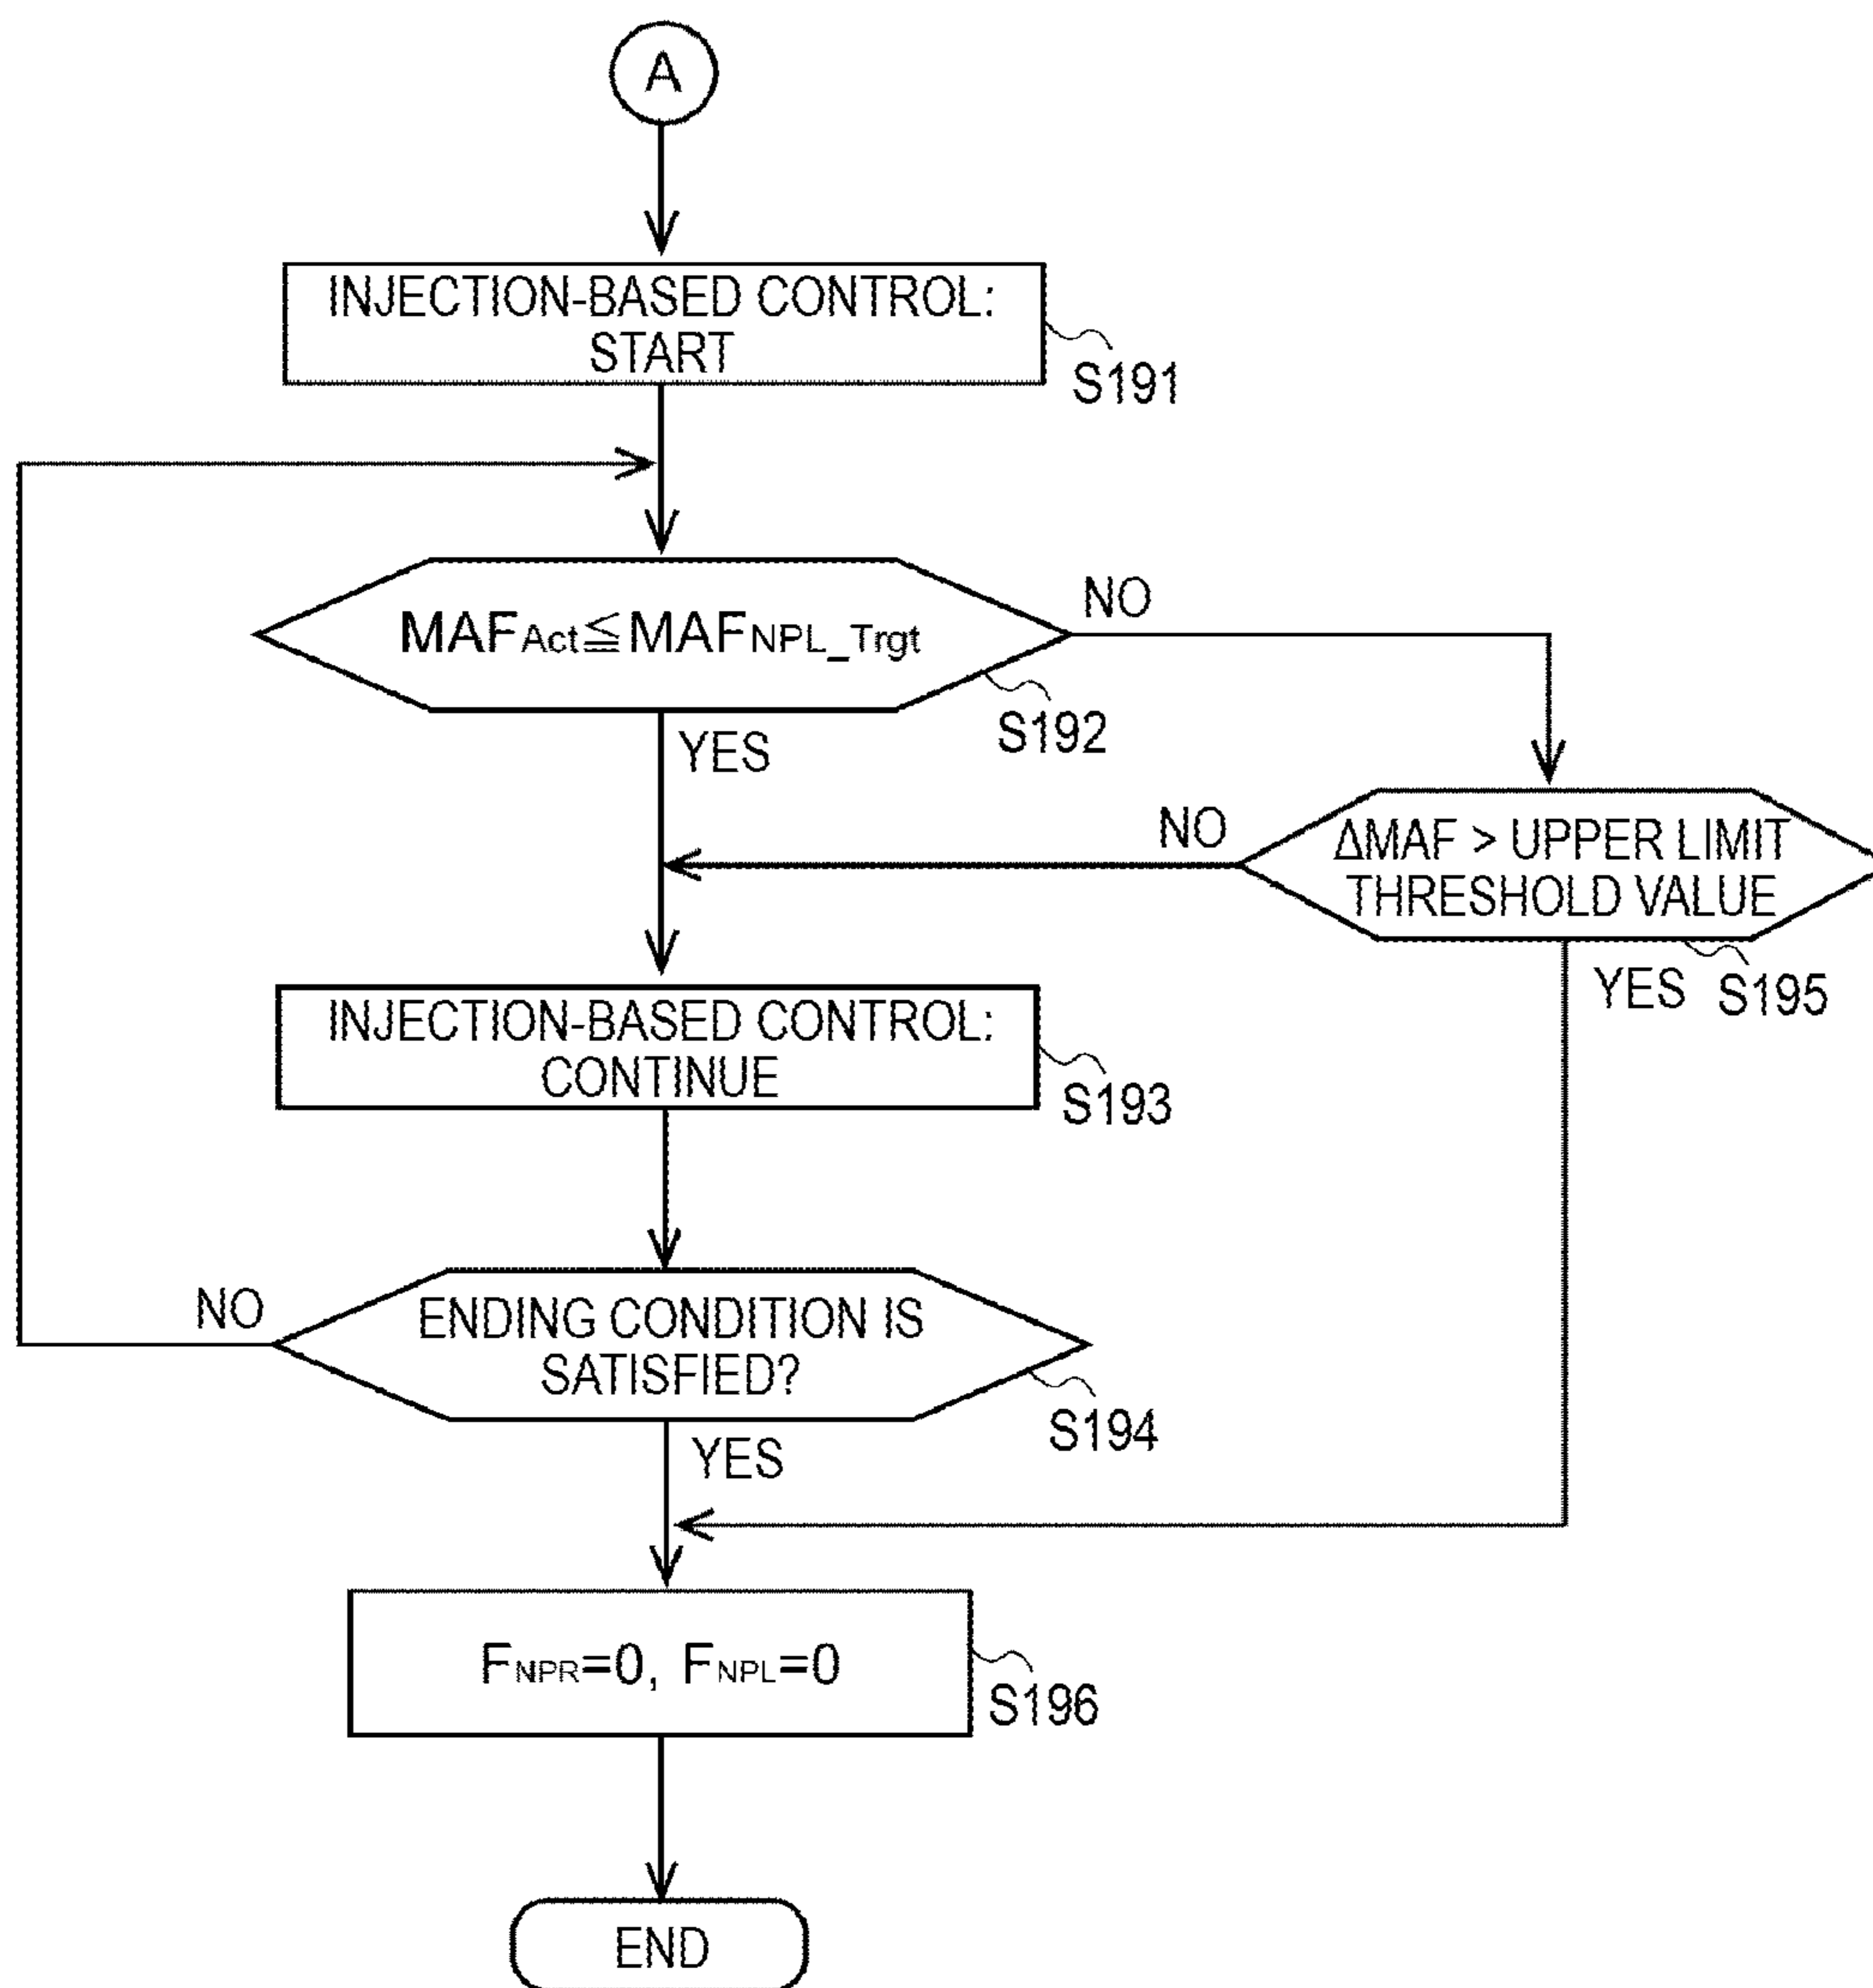 A
INJECTION-BASED CONTROL:
START
S191
MAFAct≦MAFNPL_Trgt
NO
S192
YES
ΔMAF > UPPER LIMIT
THRESHOLD VALUE
NO
YES
S195
INJECTION-BASED CONTROL:
CONTINUE
S193
ENDING CONDITION IS
SATISFIED?
NO
S194
YES
FNPR=0, FNPL=0
S196
END